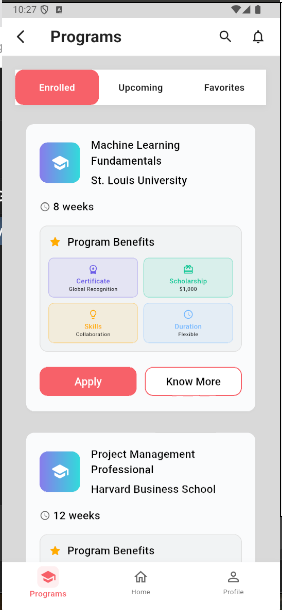 10:27
Programs
Enrolled
Upcoming
Favorites
Machine Learning
Fundamentals
St. Louis University
8 weeks
Program Benefits
Certificate
Global Recognition
Scholarship
$1,000
Skills
Collaboration
Duration
Flexible
Apply
Know More
Project Management
Professional
Harvard Business School
12 weeks
Program Benefits
Programs
Home
Profile